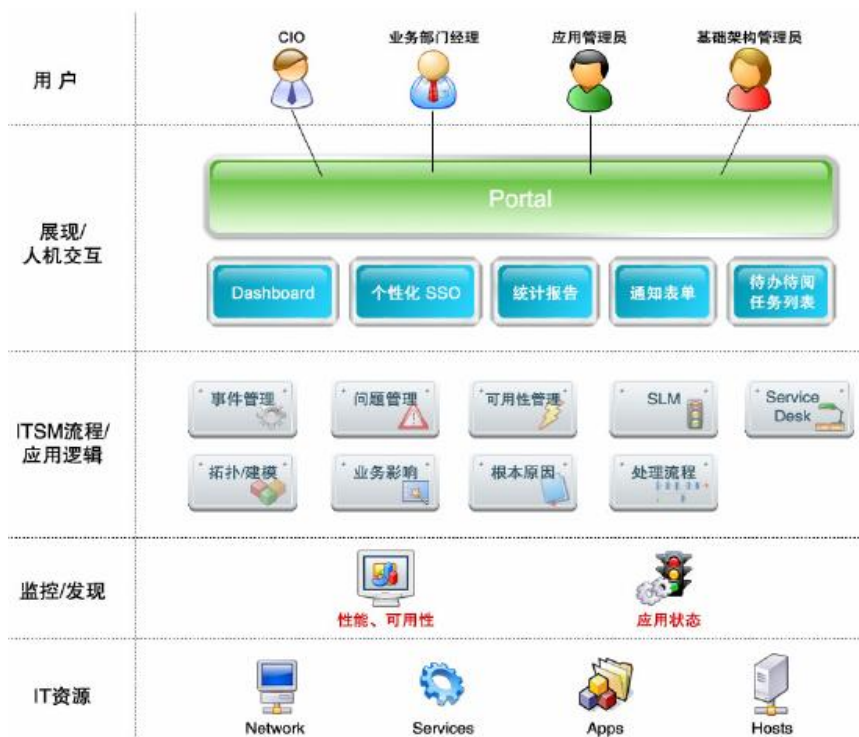 CIO
业务部门经理
应用管理员
基础架构管理员
用 户
Portal
展现/
人机交互
Dashboard
个性化 SSO
统计报告
通知表单
待办待阅
任务列表
事件管理
问题管理
可用性管理
SLM
Service
Desk
ITSM流程/
应用逻辑
拓扑/建模
业务影响
根本原因
处理流程
监控/发现
性能、可用性
应用状态
IT资源
Network
Services
Apps
Hosts